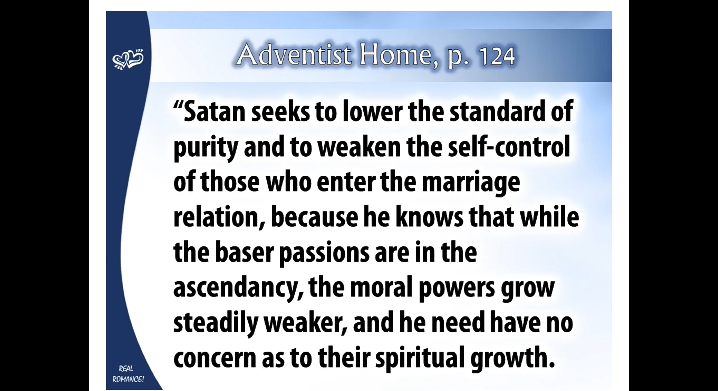 Adventist Home, p. 124
“Satan seeks to lower the standard of
purity and to weaken the self-control
of those who enter the marriage
relation, because he knows that while
the baser passions are in the
ascendancy, the moral powers grow
steadily weaker, and he need have no
concern as to their spiritual growth.
REAL
ROMANCE!